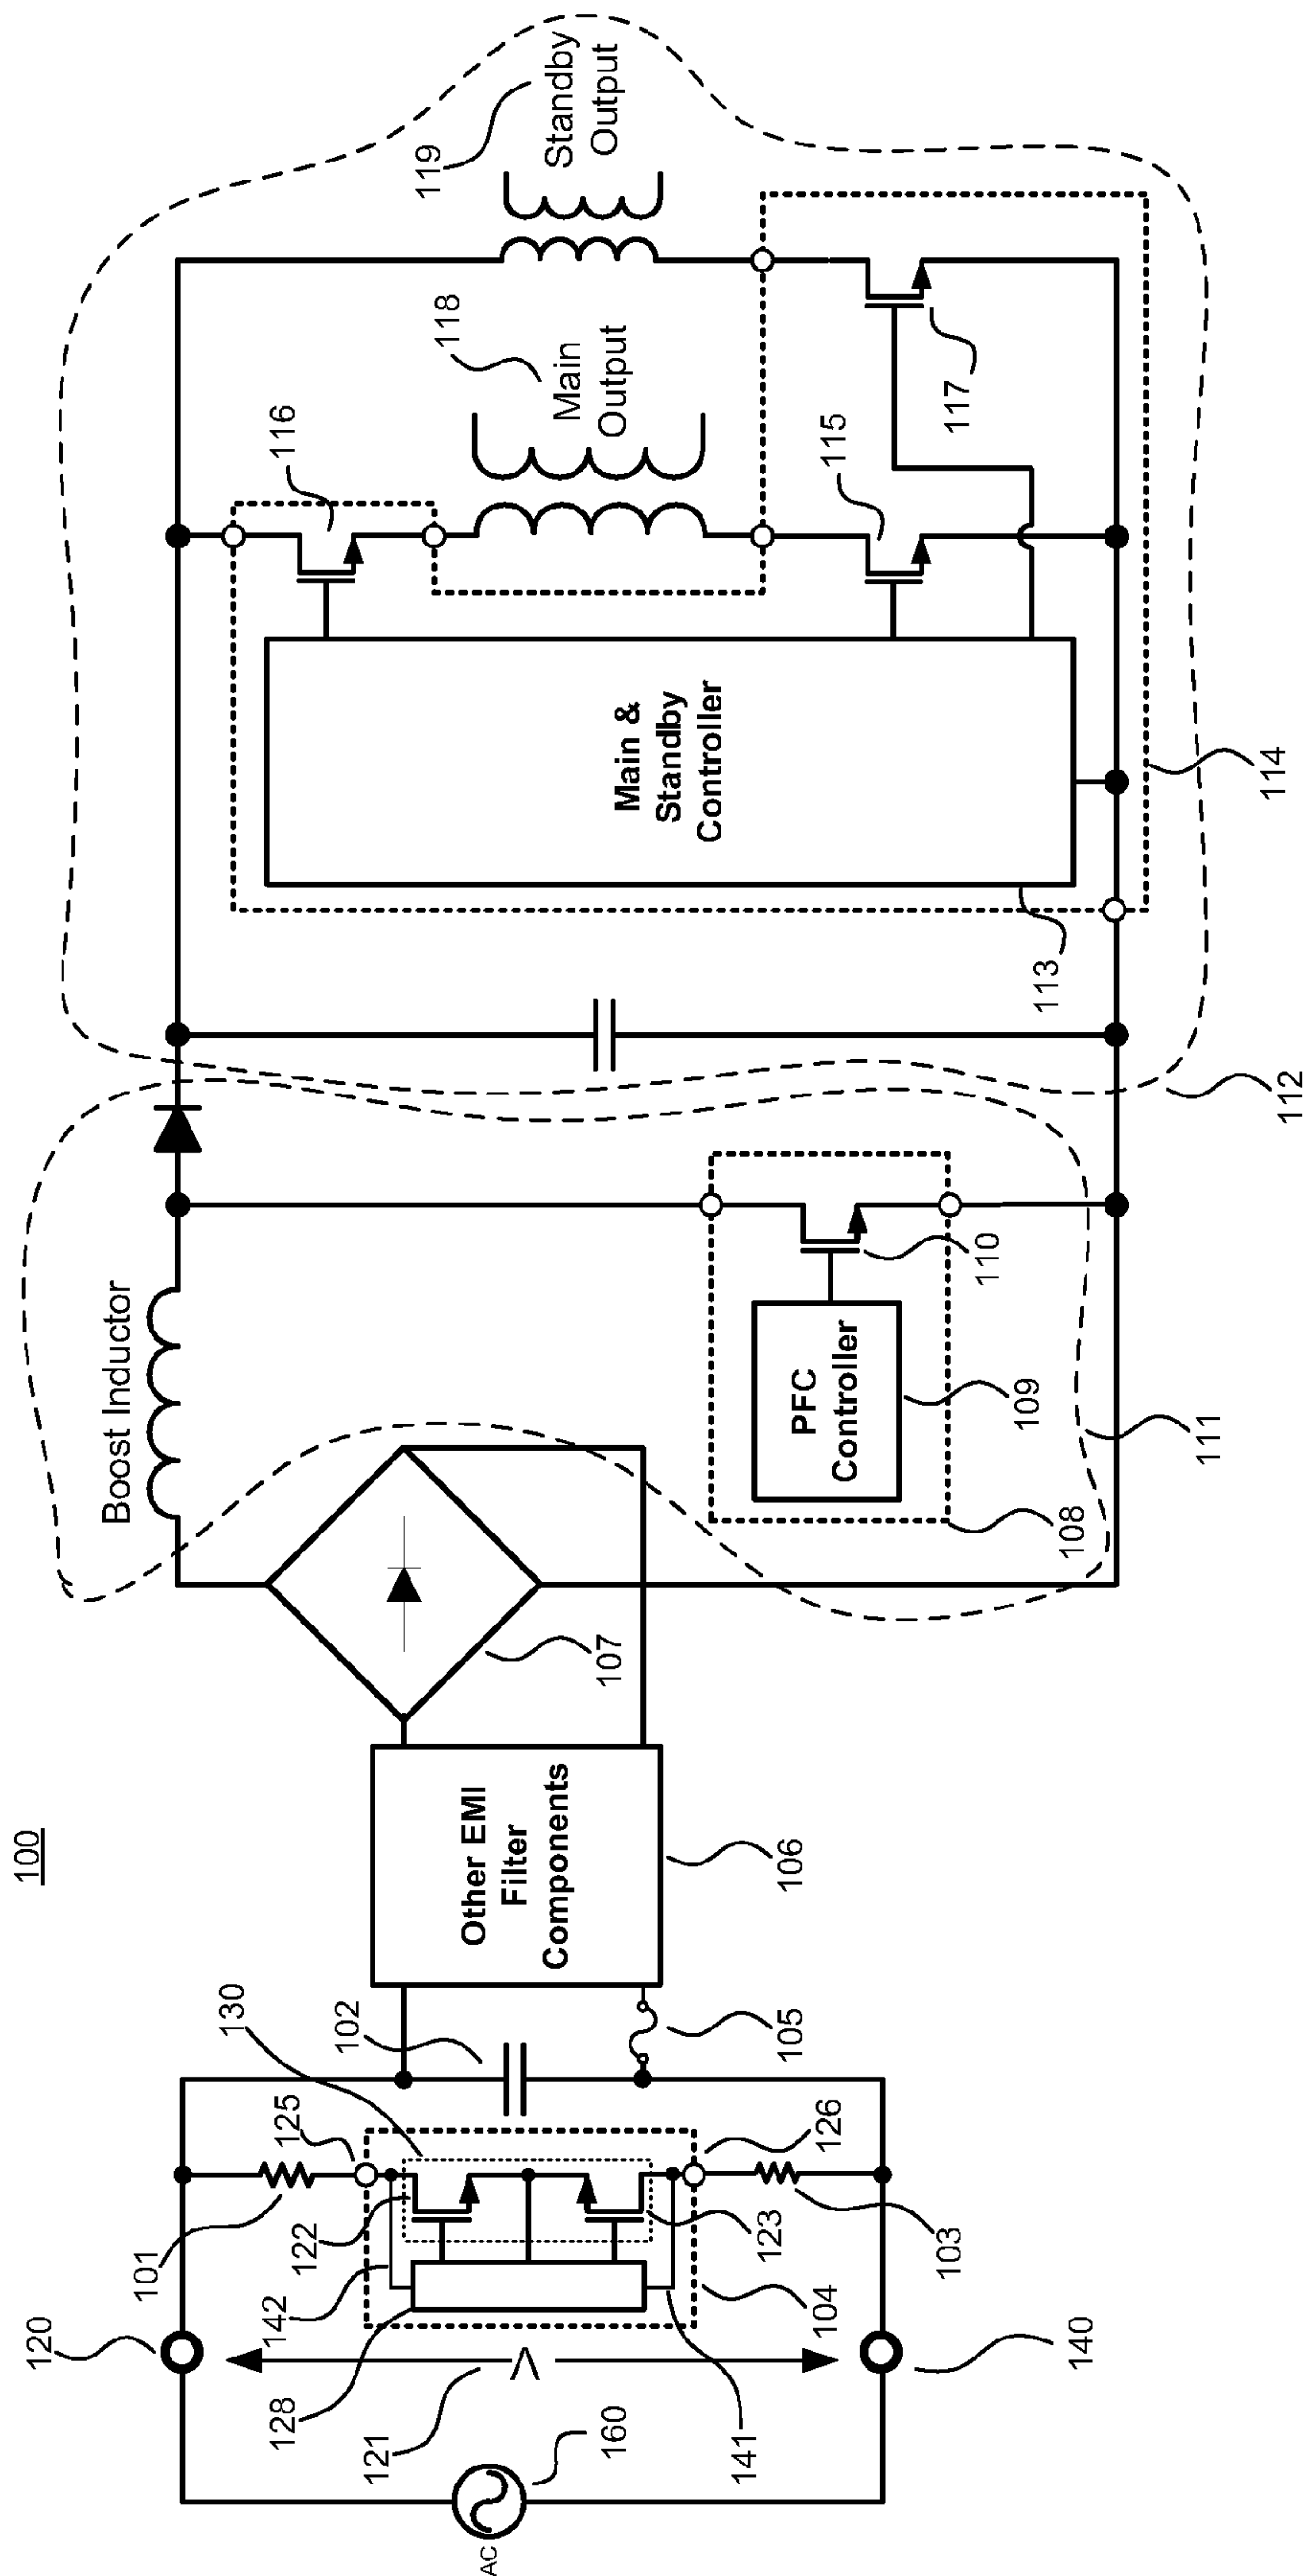 100
Boost Inductor
119
Standby
Output
118
Main
Output
116
115
117
Main &
Standby
Controller
113
114
112
PFC
Controller
109
110
108
111
107
Other EMI
Filter
Components
106
105
102
130
125
126
101
122
123
103
142
104
120
128
121
V
141
140
160
AC